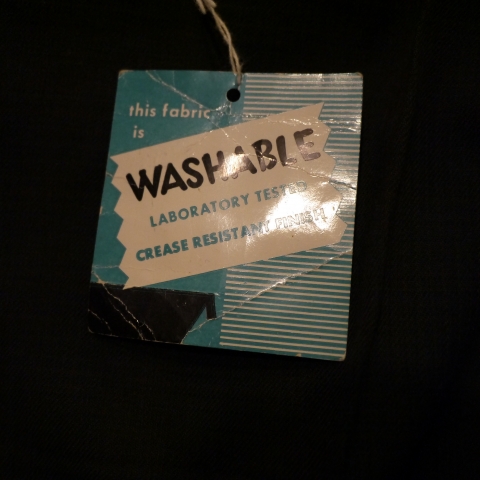 this fabric
is
WASHABLE
LABORATORY TESTED
CREASE RESISTANT FINISH